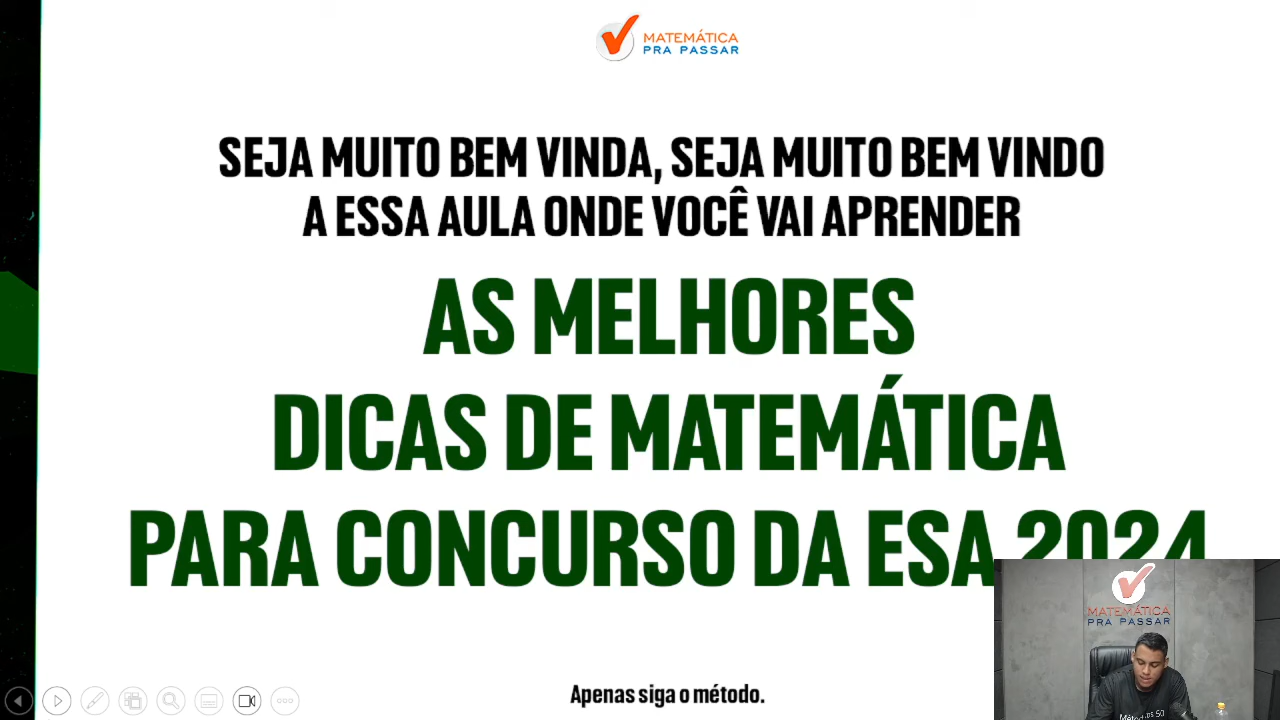 MATEMÁTICA
PRA PASSAR
SEJA MUITO BEM VINDA, SEJA MUITO BEM VINDO
A ESSA AULA ONDE VOCÊ VAI APRENDER
AS MELHORES
DICAS DE MATEMÁTICA
PARA CONCURSO DA ESA 2024
MATEMÁTICA
PRA PASSAR
Apenas siga o método.